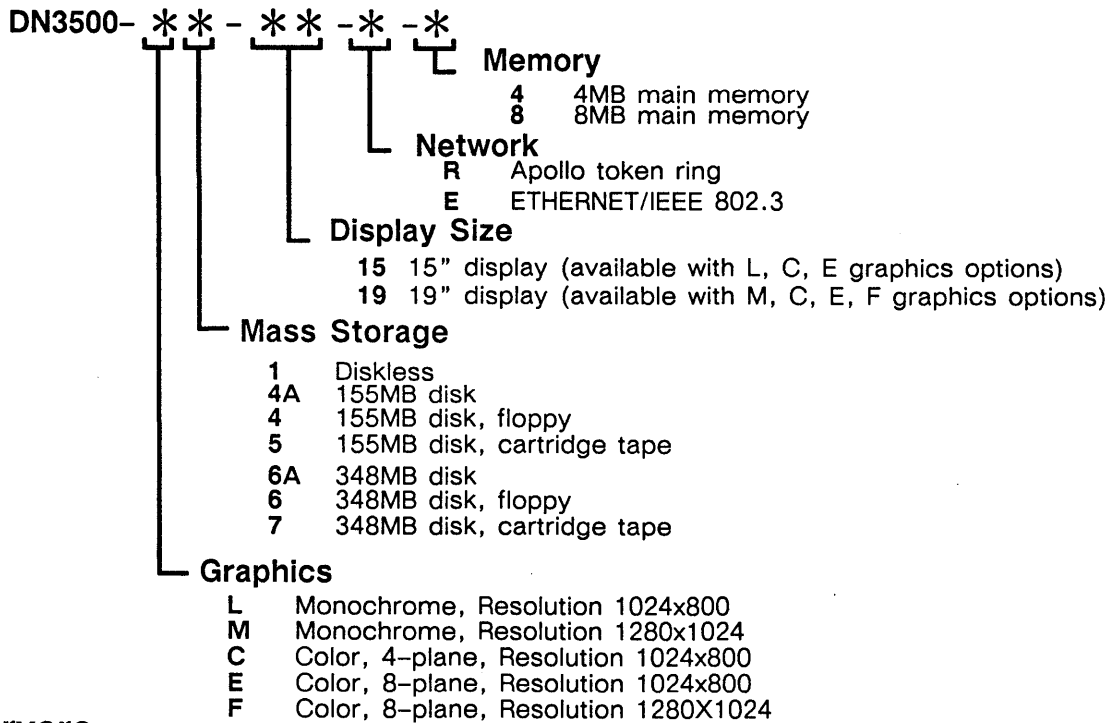 DN3500- ** - ** -* -*
Memory
4 4MB main memory
8 8MB main memory
Network
R Apollo token ring
E ETHERNET/IEEE 802.3
Display Size
15 15" display (available with L, C, E graphics options)
19 19" display (available with M, C, E, F graphics options)
Mass Storage
1 Diskless
4A 155MB disk
4 155MB disk, floppy
5 155MB disk, cartridge tape
6A 348MB disk
6 348MB disk, floppy
7 348MB disk, cartridge tape
Graphics
L Monochrome, Resolution 1024x800
M Monochrome, Resolution 1280x1024
C Color, 4-plane, Resolution 1024x800
E Color, 8-plane, Resolution 1024x800
F Color, 8-plane, Resolution 1280X1024